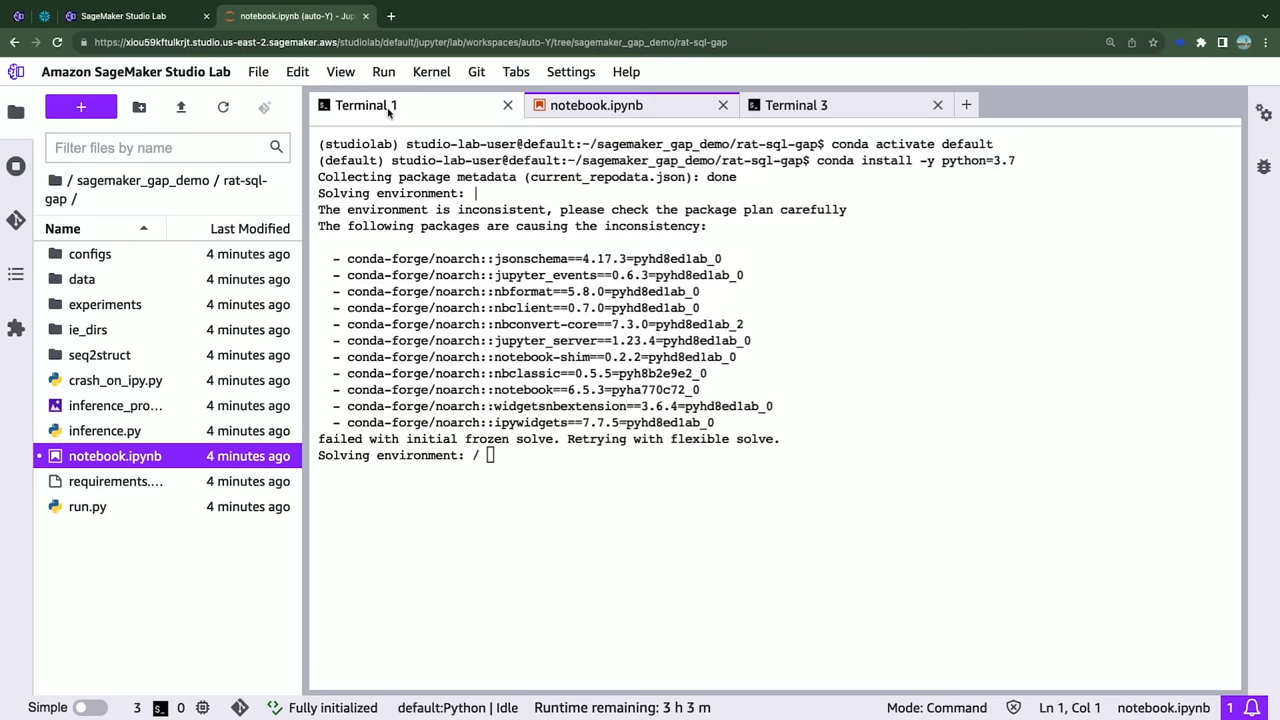 SageMaker Studio Lab
notebook.ipynb (auto-Y) - Ju
https://xiou59kftulkrjt.studio.us-east-2.sagemaker.aws/studiolab/default/jupyter/lab/workspaces/auto-Y/tree/sagemaker_gap_demo/rat-sql-gap
Amazon SageMaker Studio Lab File Edit View Run Kernel Git Tabs Settings Help
Filter files by name
/ sagemaker_gap_demo / rat-sql-
gap /
Name Last Modified
configs 4 minutes ago
data 4 minutes ago
experiments 4 minutes ago
ie_dirs 4 minutes ago
seq2struct 4 minutes ago
crash_on_ipy.py 4 minutes ago
inference_pro... 4 minutes ago
inference.py 4 minutes ago
notebook.ipynb 4 minutes ago
requirements.... 4 minutes ago
run.py 4 minutes ago
Terminal 1 notebook.ipynb Terminal 3
(studiolab) studio-lab-user@default:~/sagemaker_gap_demo/rat-sql-gap$ conda activate default
(default) studio-lab-user@default:~/sagemaker_gap_demo/rat-sql-gap$ conda install -y python=3.7
Collecting package metadata (current_repodata.json): done
Solving environment: |
The environment is inconsistent, please check the package plan carefully
The following packages are causing the inconsistency:
- conda-forge/noarch::jsonschema==4.17.3=pyhd8ed1ab_0
- conda-forge/noarch::jupyter_events==0.6.3=pyhd8ed1ab_0
- conda-forge/noarch::nbformat==5.8.0=pyhd8ed1ab_0
- conda-forge/noarch::nbclient==0.7.0=pyhd8ed1ab_0
- conda-forge/noarch::nbconvert-core==7.3.0=pyhd8ed1ab_2
- conda-forge/noarch::jupyter_server==1.23.4=pyhd8ed1ab_0
- conda-forge/noarch::notebook-shim==0.2.2=pyhd8ed1ab_0
- conda-forge/noarch::nbclassic==0.5.5=pyh8b2e9e2_0
- conda-forge/noarch::notebook==6.5.3=pyha770c72_0
- conda-forge/noarch::widgetsnbextension==3.6.4=pyhd8ed1ab_0
- conda-forge/noarch::ipywidgets==7.7.5=pyhd8ed1ab_0
failed with initial frozen solve. Retrying with flexible solve.
Solving environment: /
Simple 3 0 Fully initialized default:Python | Idle Runtime remaining: 3 h 3 m Mode: Command Ln 1, Col 1 notebook.ipynb 1